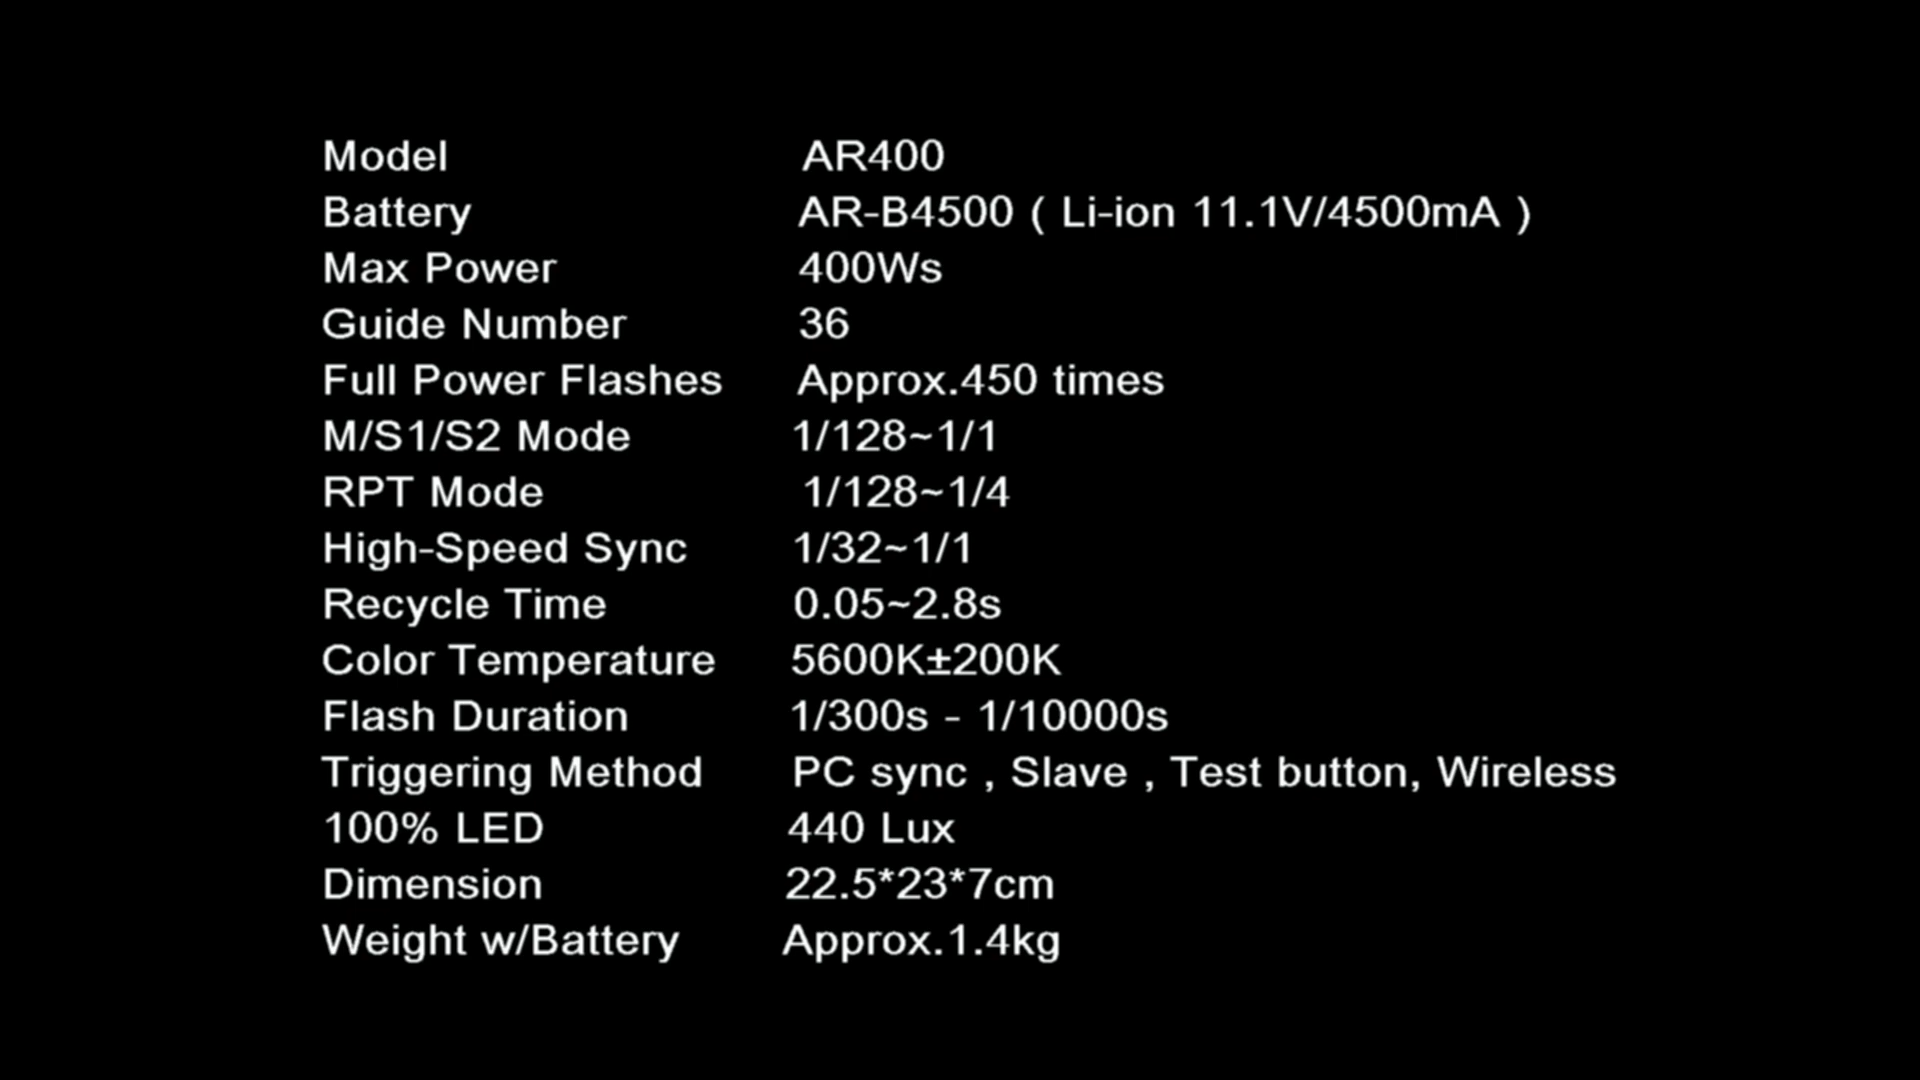 Model AR400
Battery AR-B4500 ( Li-ion 11.1V/4500mA )
Max Power 400Ws
Guide Number 36
Full Power Flashes Approx.450 times
M/S1/S2 Mode 1/128~1/1
RPT Mode 1/128~1/4
High-Speed Sync 1/32~1/1
Recycle Time 0.05~2.8s
Color Temperature 5600K±200K
Flash Duration 1/300s - 1/10000s
Triggering Method PC sync , Slave , Test button, Wireless
100% LED 440 Lux
Dimension 22.5*23*7cm
Weight w/Battery Approx.1.4kg